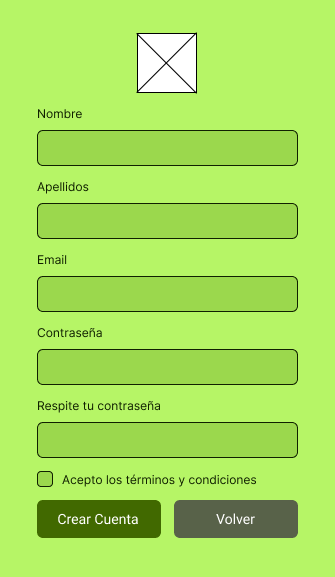 Nombre
Apellidos
Email
Contraseña
Respite tu contraseña
Acepto los términos y condiciones
Crear Cuenta
Volver